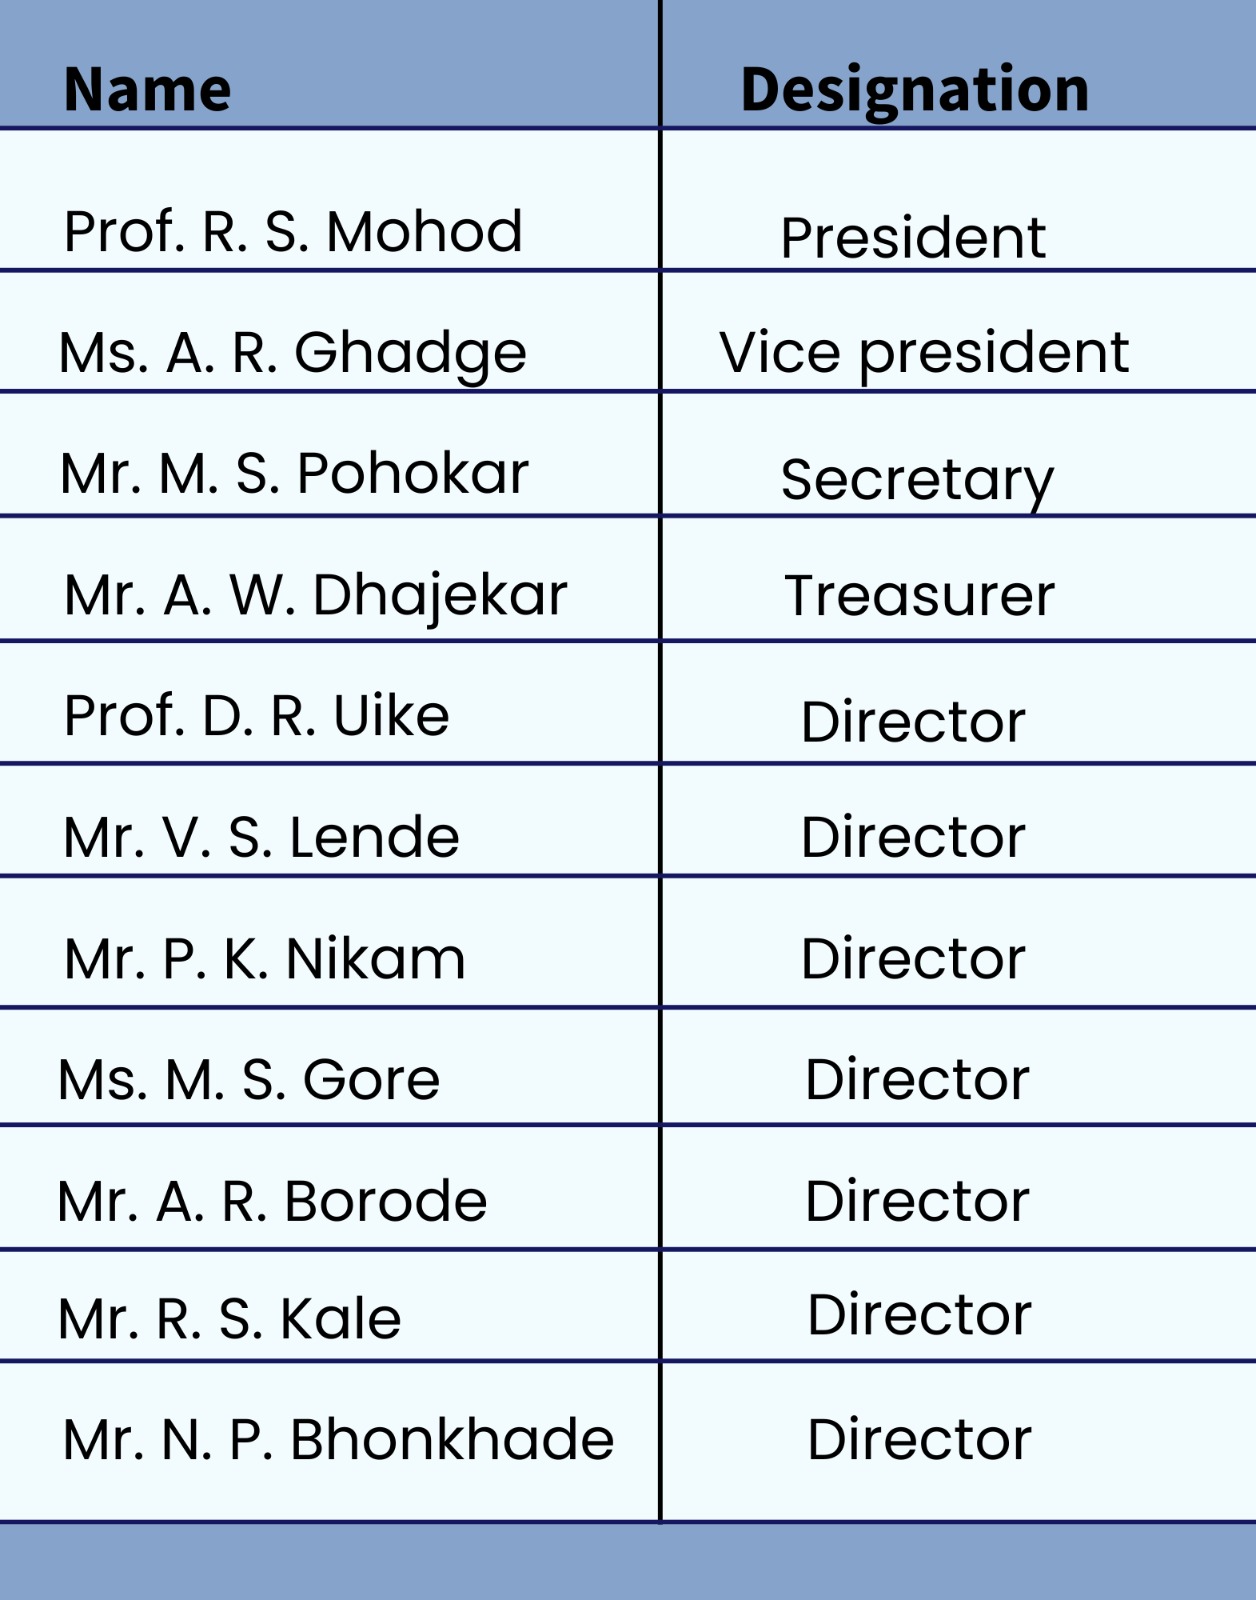 Name Designation
Prof. R. S. Mohod President
Ms. A. R. Ghadge Vice president
Mr. M. S. Pohokar Secretary
Mr. A. W. Dhajekar Treasurer
Prof. D. R. Uike Director
Mr. V. S. Lende Director
Mr. P. K. Nikam Director
Ms. M. S. Gore Director
Mr. A. R. Borode Director
Mr. R. S. Kale Director
Mr. N. P. Bhonkhade Director